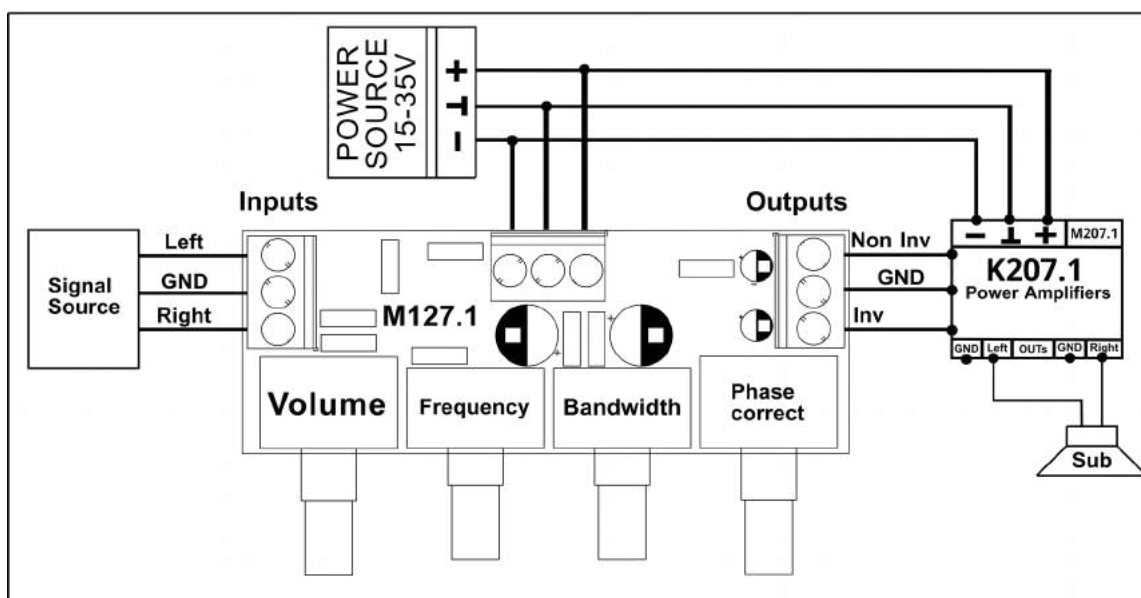 POWER
SOURCE
15-35V
+
⊥
-
Inputs
Outputs
Signal
Source
Left
GND
Right
M127.1
Non Inv
GND
Inv
- ⊥ + M207.1
K207.1
Power Amplifiers
GND Left OUTs GND Right
Volume
Frequency
Bandwidth
Phase
correct
Sub